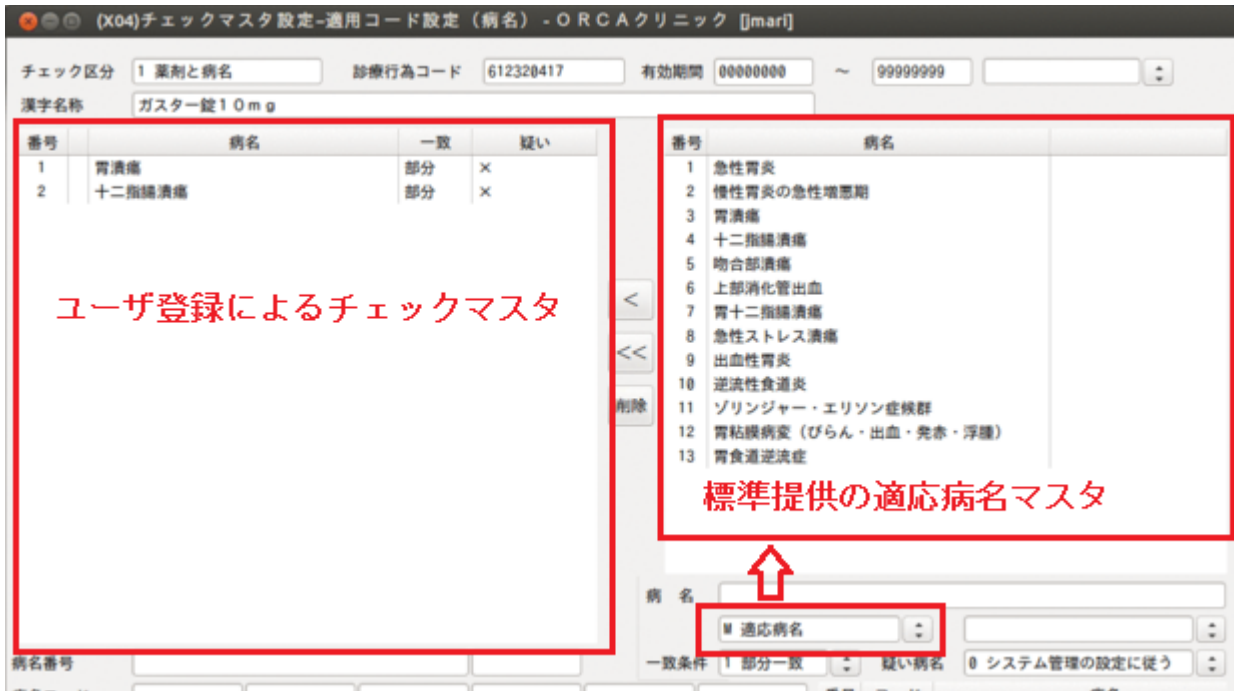 (X04)チェックマスタ設定-適用コード設定（病名） - ＯＲＣＡクリニック [jmari]
チェック区分 1 薬剤と病名 診療行為コード 612320417 有効期間 00000000 ～ 99999999
漢字名称 ガスター錠１０ｍｇ
番号 病名 一致 疑い
1 胃潰瘍 部分 ×
2 十二指腸潰瘍 部分 ×
ユーザ登録によるチェックマスタ
<
<<
削除
番号 病名
1 急性胃炎
2 慢性胃炎の急性増悪期
3 胃潰瘍
4 十二指腸潰瘍
5 吻合部潰瘍
6 上部消化管出血
7 胃十二指腸潰瘍
8 急性ストレス潰瘍
9 出血性胃炎
10 逆流性食道炎
11 ゾリンジャー・エリソン症候群
12 胃粘膜病変（びらん・出血・発赤・浮腫）
13 胃食道逆流症
標準提供の適応病名マスタ
病 名
M 適応病名
病名番号
一致条件 1 部分一致 疑い病名 0 システム管理の設定に従う